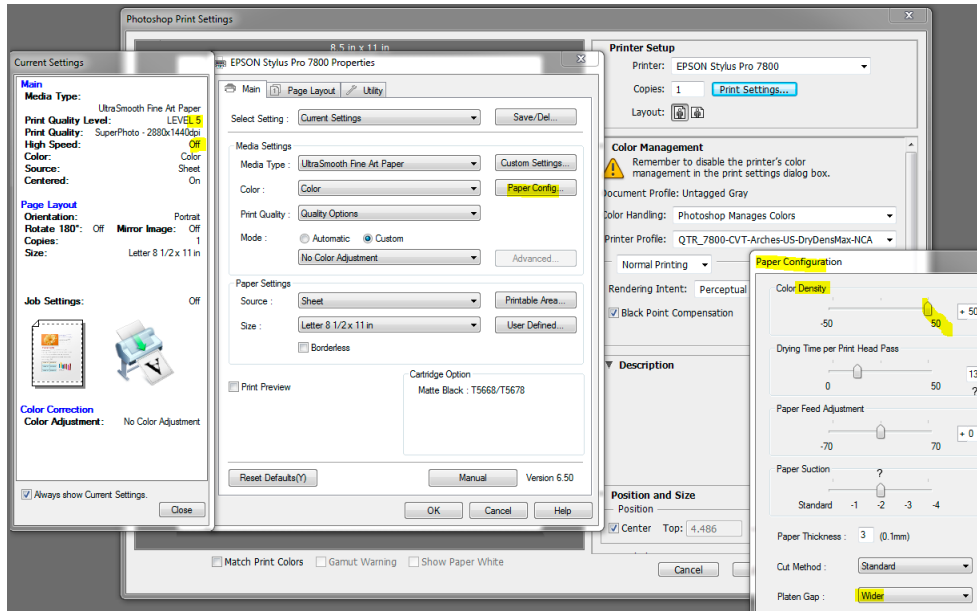 Photoshop Print Settings
8.5 in x 11 in
Current Settings
Main
Media Type:
UltraSmooth Fine Art Paper
Print Quality Level: LEVEL 5
Print Quality: SuperPhoto - 2880x1440dpi
High Speed: Off
Color: Color
Source: Sheet
Centered: On
Page Layout
Orientation: Portrait
Rotate 180°: Off Mirror Image: Off
Copies: 1
Size: Letter 8 1/2 x 11 in
Job Settings: Off
Color Correction
Color Adjustment: No Color Adjustment
Always show Current Settings.
Close
EPSON Stylus Pro 7800 Properties
Main Page Layout Utility
Select Setting : Current Settings Save/Del...
Media Settings
Media Type : UltraSmooth Fine Art Paper Custom Settings...
Color : Color Paper Config...
Print Quality : Quality Options
Mode : Automatic Custom
No Color Adjustment Advanced...
Paper Settings
Source : Sheet Printable Area...
Size : Letter 8 1/2 x 11 in User Defined...
Borderless
Print Preview
Cartridge Option
Matte Black : T5668/T5678
Reset Defaults(Y) Manual Version 6.50
OK Cancel Help
Match Print Colors Gamut Warning Show Paper White
Printer Setup
Printer: EPSON Stylus Pro 7800
Copies: 1 Print Settings...
Layout:
Color Management
Remember to disable the printer's color
management in the print settings dialog box.
Document Profile: Untagged Gray
Color Handling: Photoshop Manages Colors
Printer Profile: QTR_7800-CVT-Arches-US-DryDensMax-NCA
Normal Printing
Rendering Intent: Perceptual
Black Point Compensation
Description
Position and Size
Position
Center Top: 4.486
Cancel
Paper Configuration
Color Density
-50 50 + 50
Drying Time per Print Head Pass
0 50 13
?
Paper Feed Adjustment
-70 70 + 0
Paper Suction ?
Standard -1 -2 -3 -4
Paper Thickness : 3 (0.1mm)
Cut Method : Standard
Platen Gap : Wider